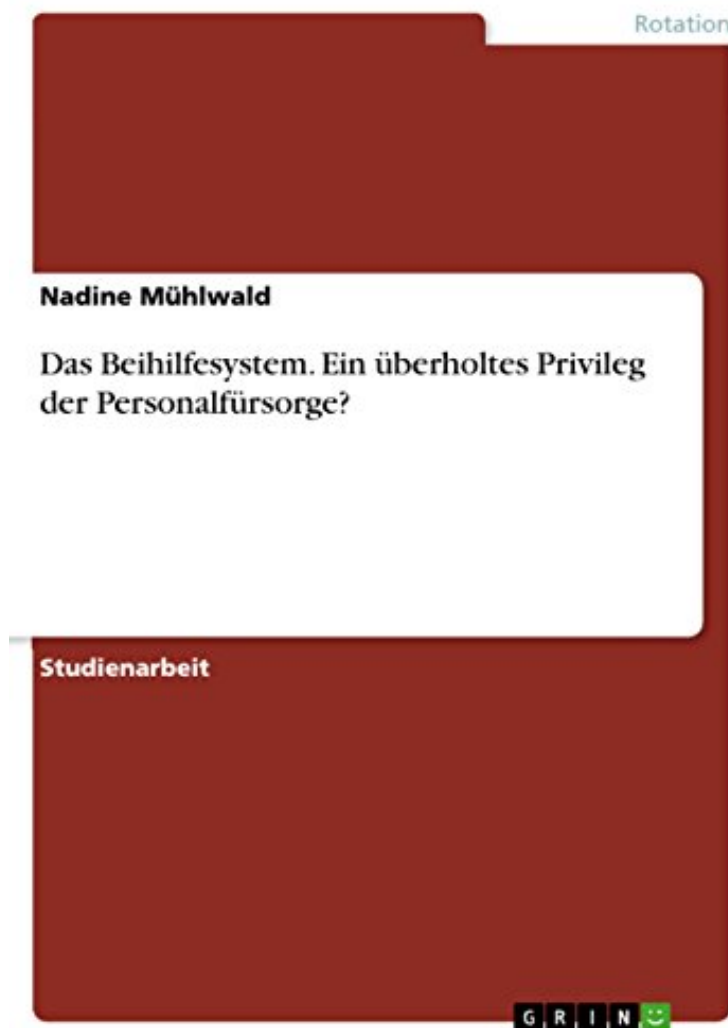 Rotation
Nadine Mühlwald
Das Beihilfesystem. Ein überholtes Privileg
der Personalfürsorge?
Studienarbeit
GRIN